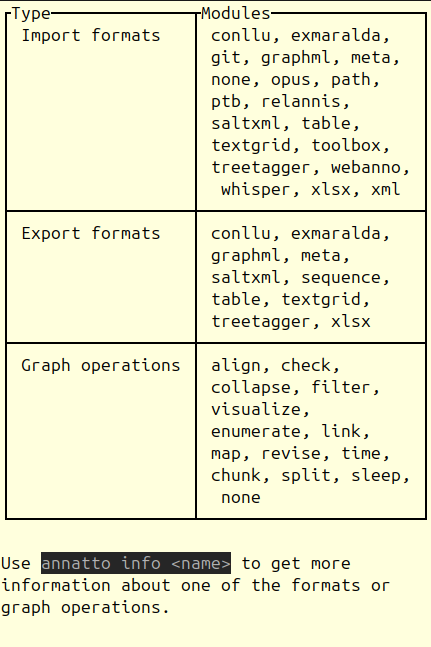 Type Modules
Import formats conllu, exmaralda,
git, graphml, meta,
none, opus, path,
ptb, relannis,
saltxml, table,
textgrid, toolbox,
treetagger, webanno,
whisper, xlsx, xml
Export formats conllu, exmaralda,
graphml, meta,
saltxml, sequence,
table, textgrid,
treetagger, xlsx
Graph operations align, check,
collapse, filter,
visualize,
enumerate, link,
map, revise, time,
chunk, split, sleep,
none
Use annatto info <name> to get more
information about one of the formats or
graph operations.